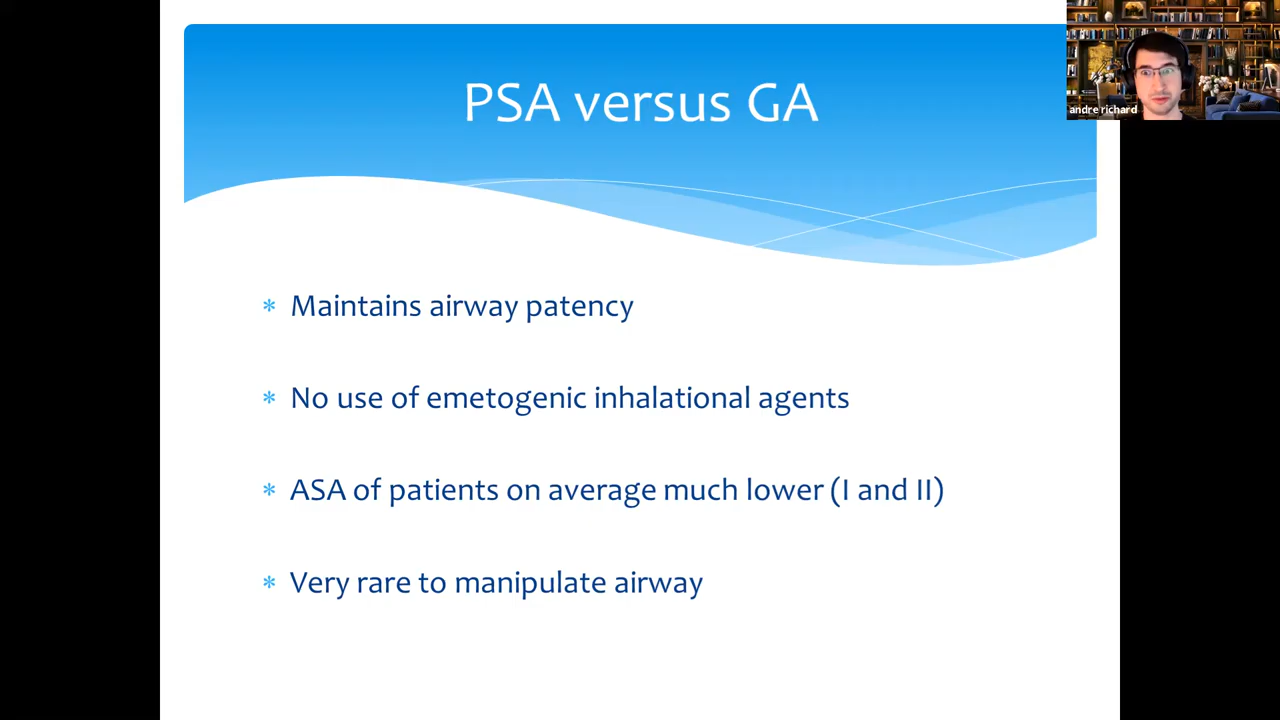 PSA versus GA
andre richard
* Maintains airway patency
* No use of emetogenic inhalational agents
* ASA of patients on average much lower (I and II)
* Very rare to manipulate airway